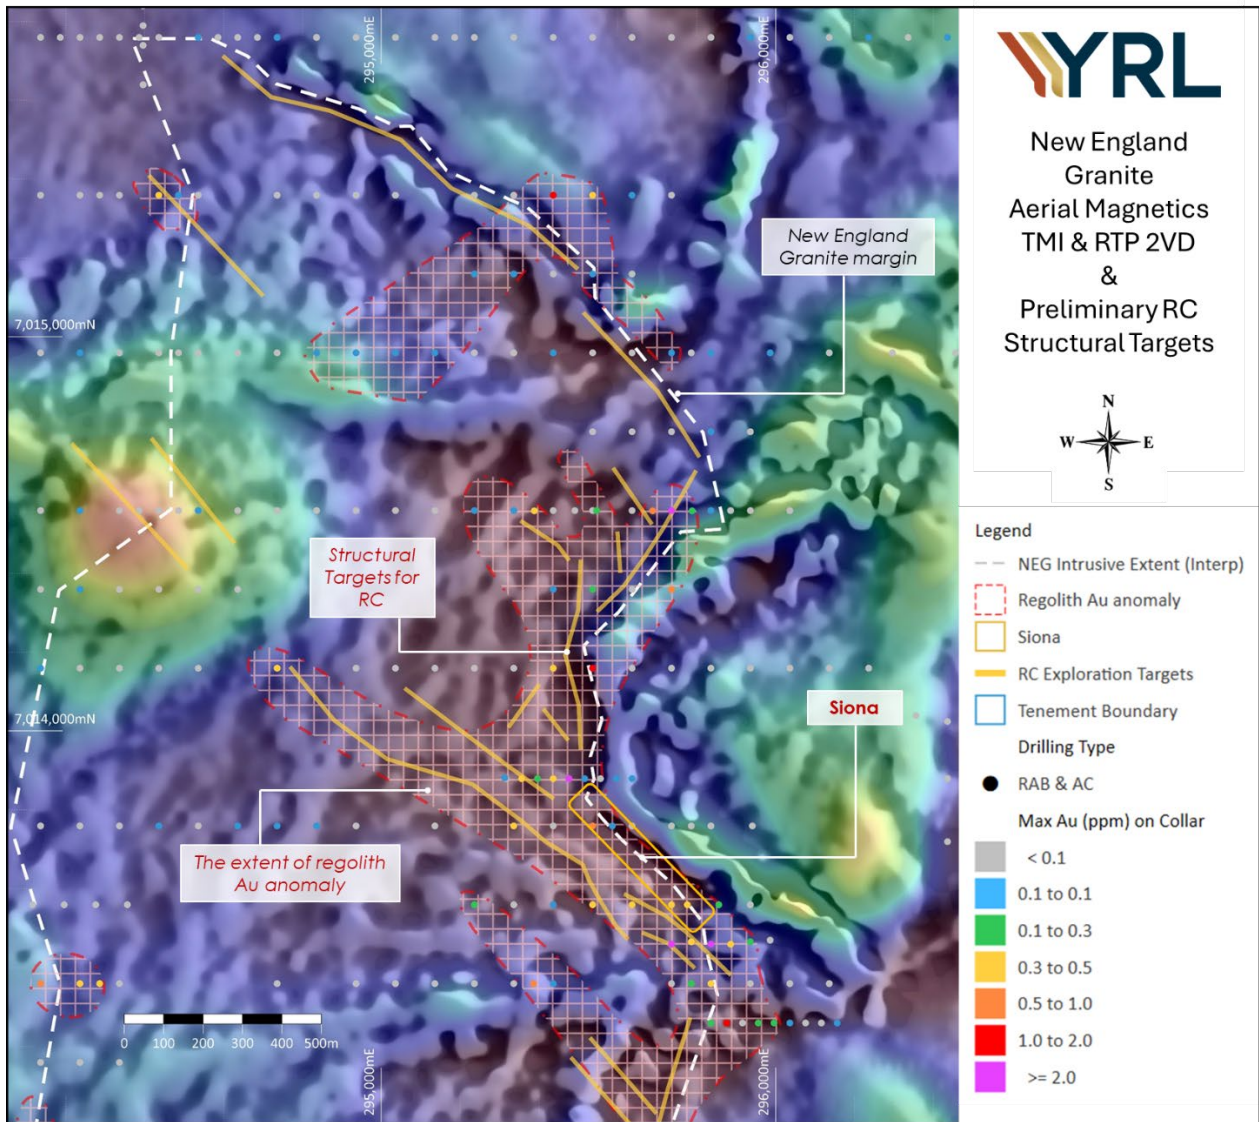 295,000mE
296,000mE
YRL
New England
Granite
Aerial Magnetics
TMI & RTP 2VD
&
Preliminary RC
Structural Targets
N
W
E
S
New England
Granite margin
7,015,000mN
Structural
Targets for
RC
7,014,000mN
Siona
The extent of regolith
Au anomaly
0 100 200 300 400 500m
295,000mE
296,000mE
Legend
NEG Intrusive Extent (Interp)
Regolith Au anomaly
Siona
RC Exploration Targets
Tenement Boundary
Drilling Type
RAB & AC
Max Au (ppm) on Collar
< 0.1
0.1 to 0.1
0.1 to 0.3
0.3 to 0.5
0.5 to 1.0
1.0 to 2.0
>= 2.0